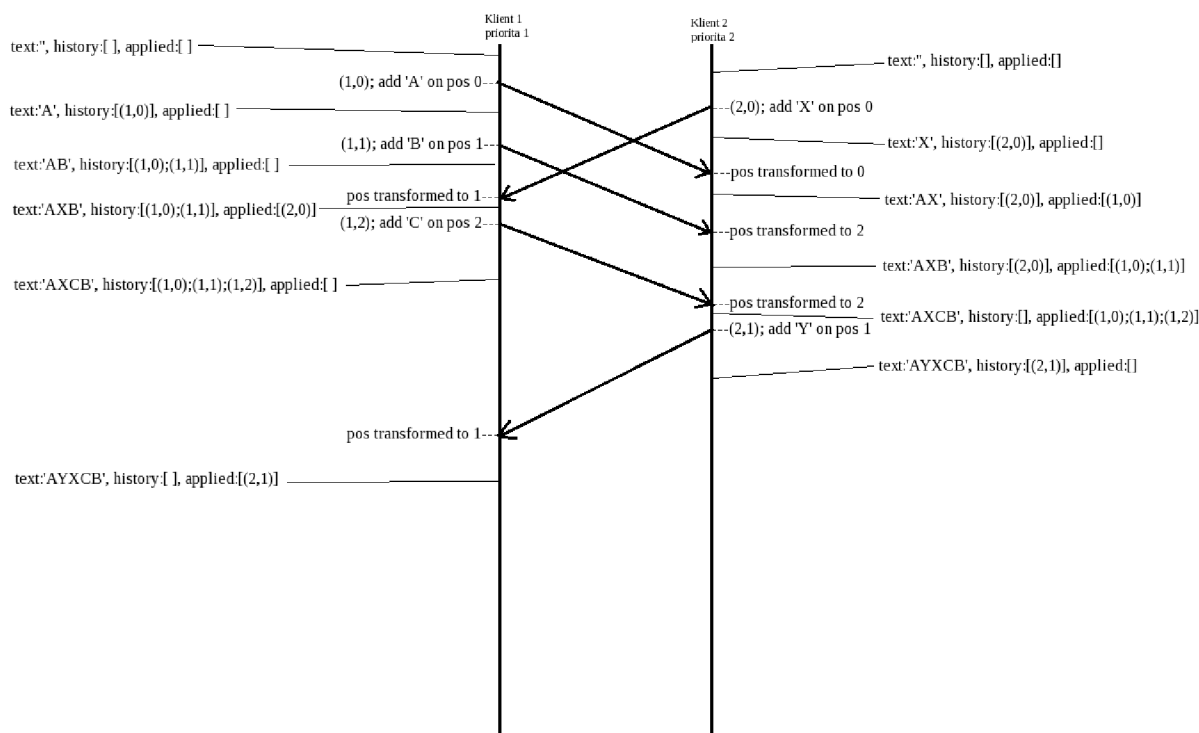 Klient 1
priorita 1
Klient 2
priorita 2
text:'', history:[ ], applied:[ ]
text:'', history:[], applied:[]
(1,0); add 'A' on pos 0
(2,0); add 'X' on pos 0
text:'A', history:[(1,0)], applied:[ ]
(1,1); add 'B' on pos 1
text:'X', history:[(2,0)], applied:[]
text:'AB', history:[(1,0);(1,1)], applied:[ ]
pos transformed to 0
pos transformed to 1
text:'AX', history:[(2,0)], applied:[(1,0)]
text:'AXB', history:[(1,0);(1,1)], applied:[(2,0)]
(1,2); add 'C' on pos 2
pos transformed to 2
text:'AXB', history:[(2,0)], applied:[(1,0);(1,1)]
text:'AXCB', history:[(1,0);(1,1);(1,2)], applied:[ ]
pos transformed to 2
text:'AXCB', history:[], applied:[(1,0);(1,1);(1,2)]
(2,1); add 'Y' on pos 1
text:'AYXCB', history:[(2,1)], applied:[]
pos transformed to 1
text:'AYXCB', history:[ ], applied:[(2,1)]